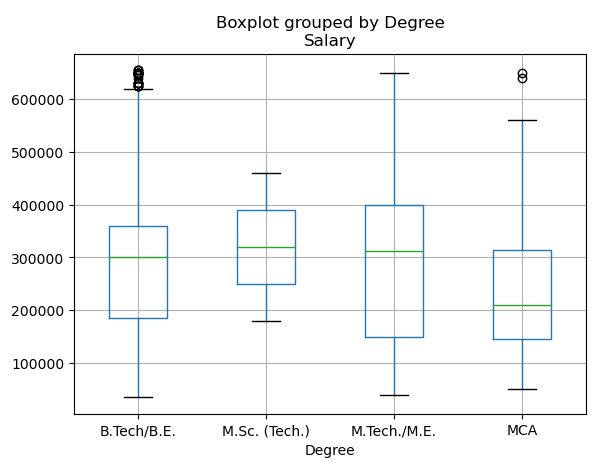 Boxplot grouped by Degree
Salary
600000
500000
400000
300000
200000
100000
B.Tech/B.E. M.Sc. (Tech.) M.Tech./M.E. MCA
Degree